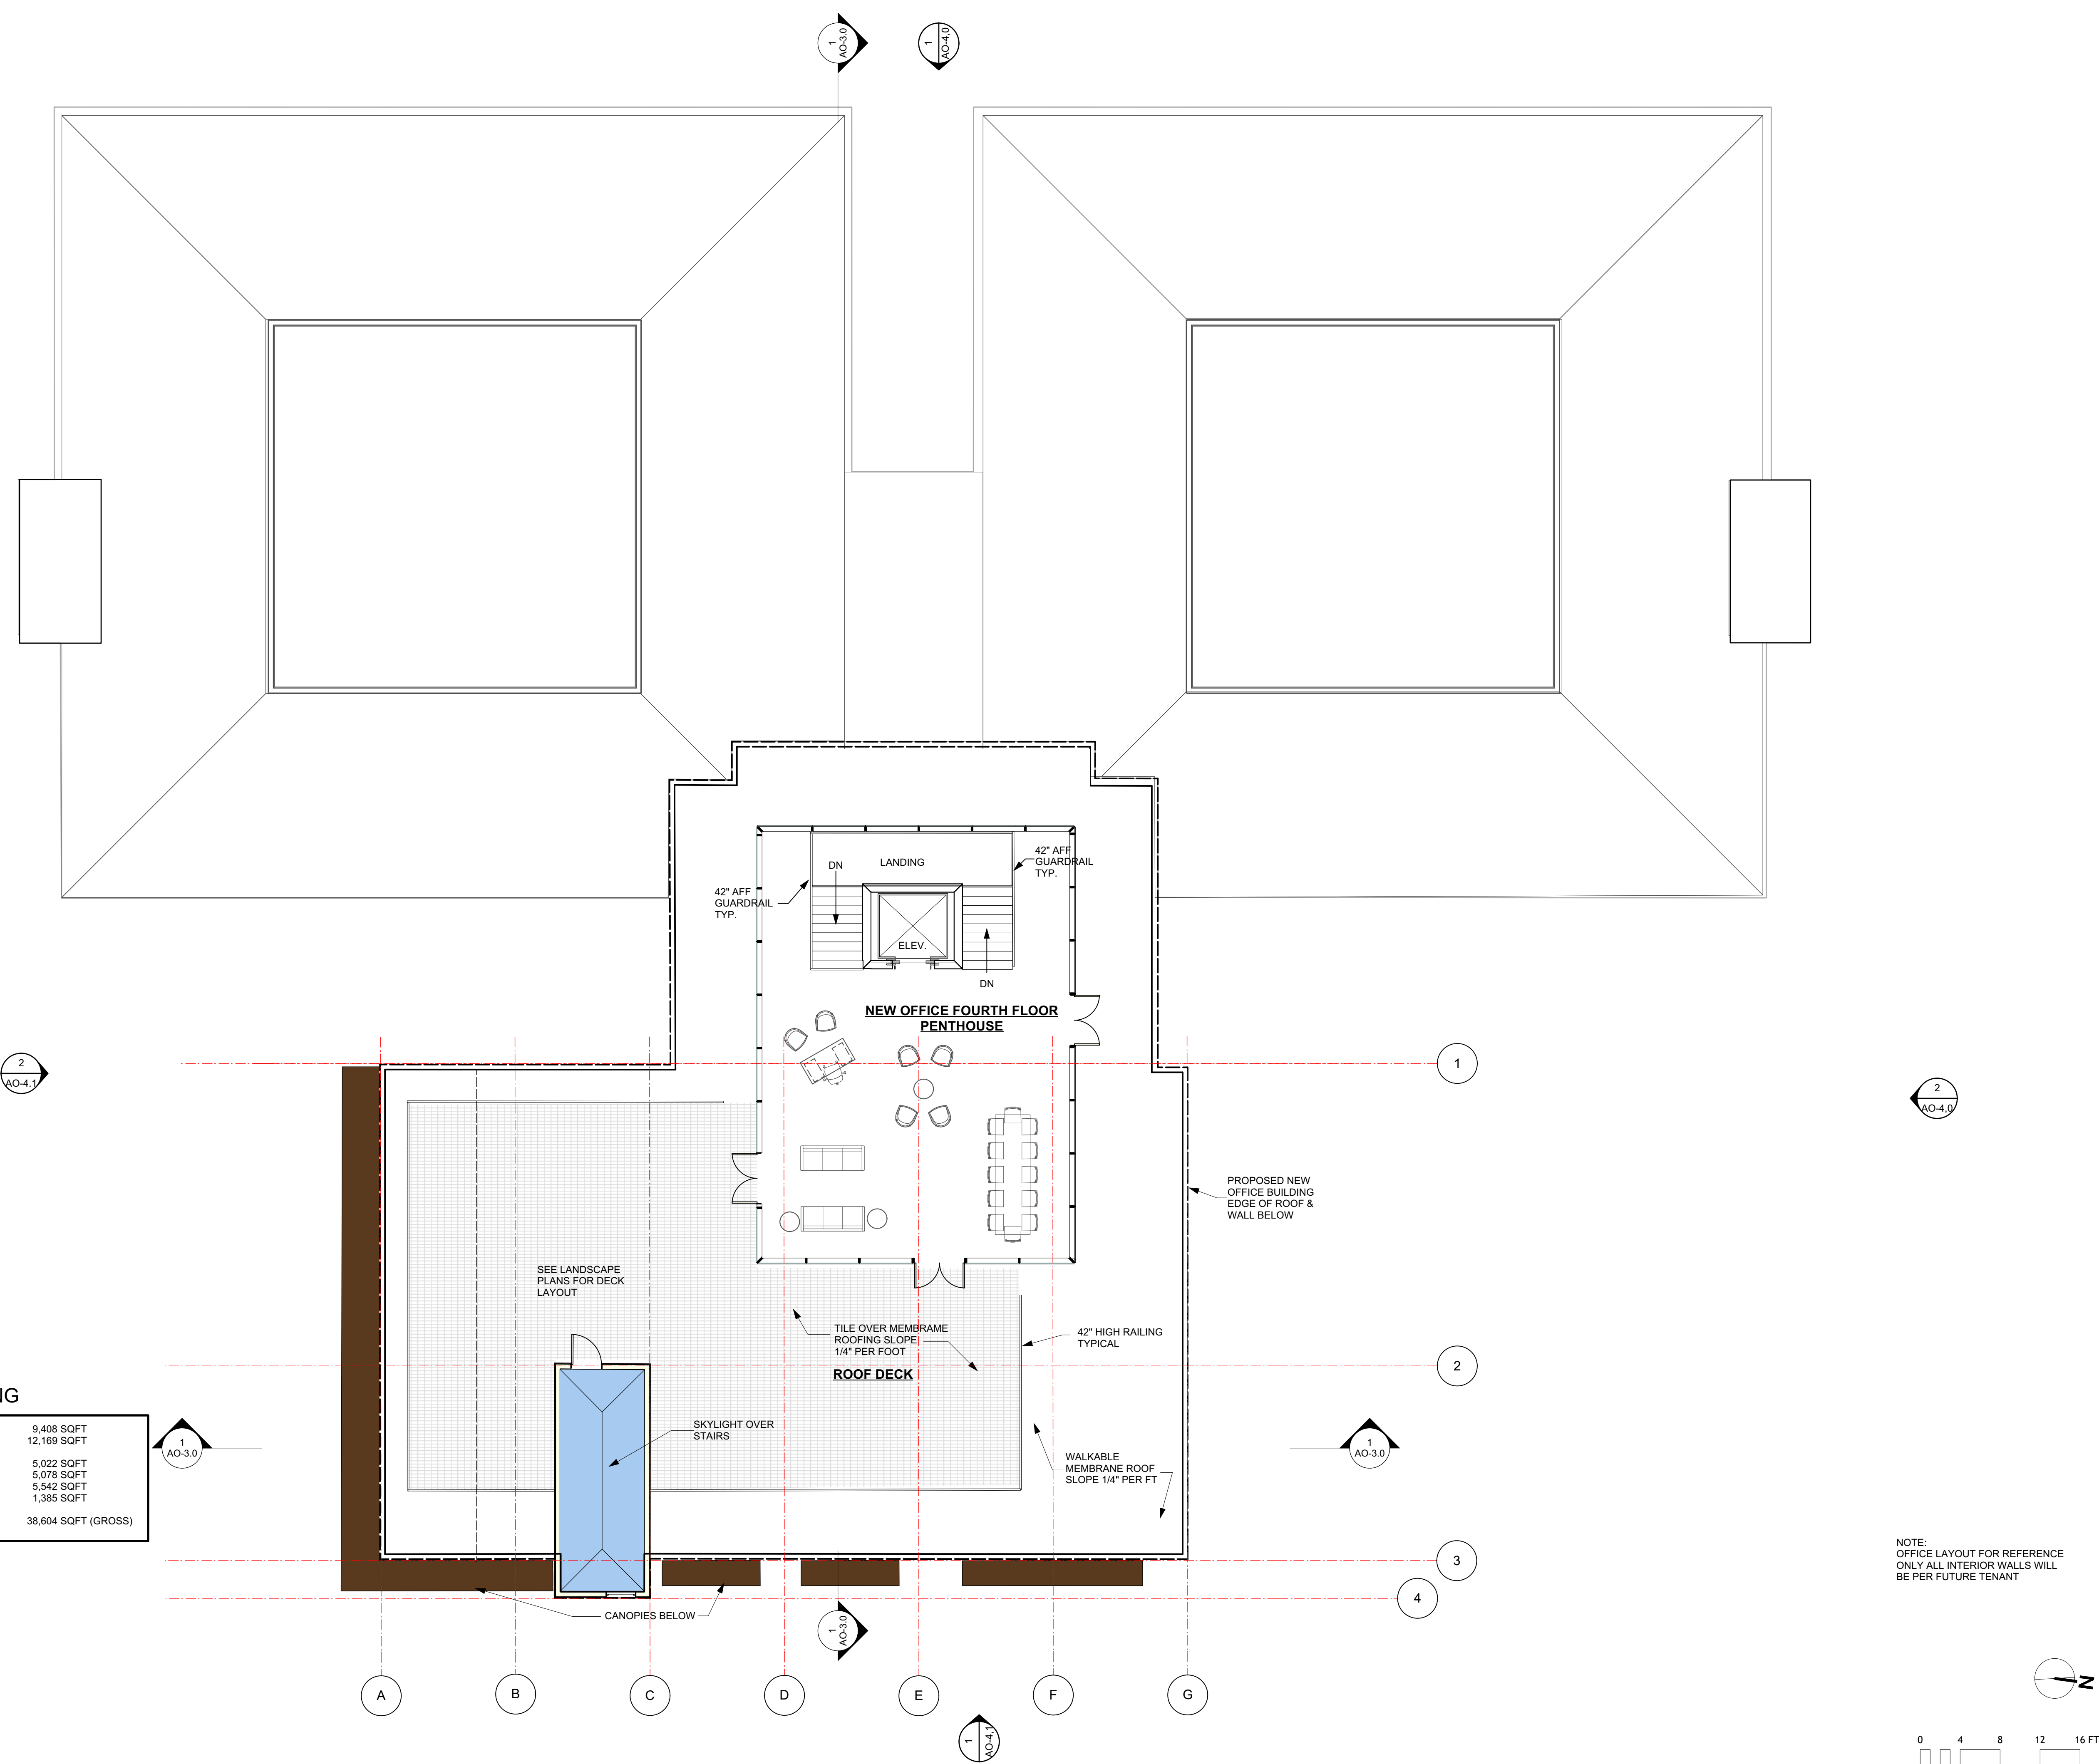 1
AO-3.0
1
AO-4.0
DN
LANDING
42" AFF
GUARDRAIL
TYP.
42" AFF
GUARDRAIL
TYP.
ELEV.
DN
NEW OFFICE FOURTH FLOOR
PENTHOUSE
2
AO-4.1
1
2
AO-4.0
PROPOSED NEW
OFFICE BUILDING
EDGE OF ROOF &
WALL BELOW
SEE LANDSCAPE
PLANS FOR DECK
LAYOUT
TILE OVER MEMBRAME
ROOFING SLOPE
1/4" PER FOOT
42" HIGH RAILING
TYPICAL
ROOF DECK
2
NG
9,408 SQFT
12,169 SQFT
5,022 SQFT
5,078 SQFT
5,542 SQFT
1,385 SQFT
38,604 SQFT (GROSS)
1
AO-3.0
SKYLIGHT OVER
STAIRS
WALKABLE
MEMBRANE ROOF
SLOPE 1/4" PER FT
1
AO-3.0
NOTE:
OFFICE LAYOUT FOR REFERENCE
ONLY ALL INTERIOR WALLS WILL
BE PER FUTURE TENANT
3
4
CANOPIES BELOW
1
AO-3.0
A
B
C
D
E
F
G
N
1
AO-4.1
0 4 8 12 16 FT